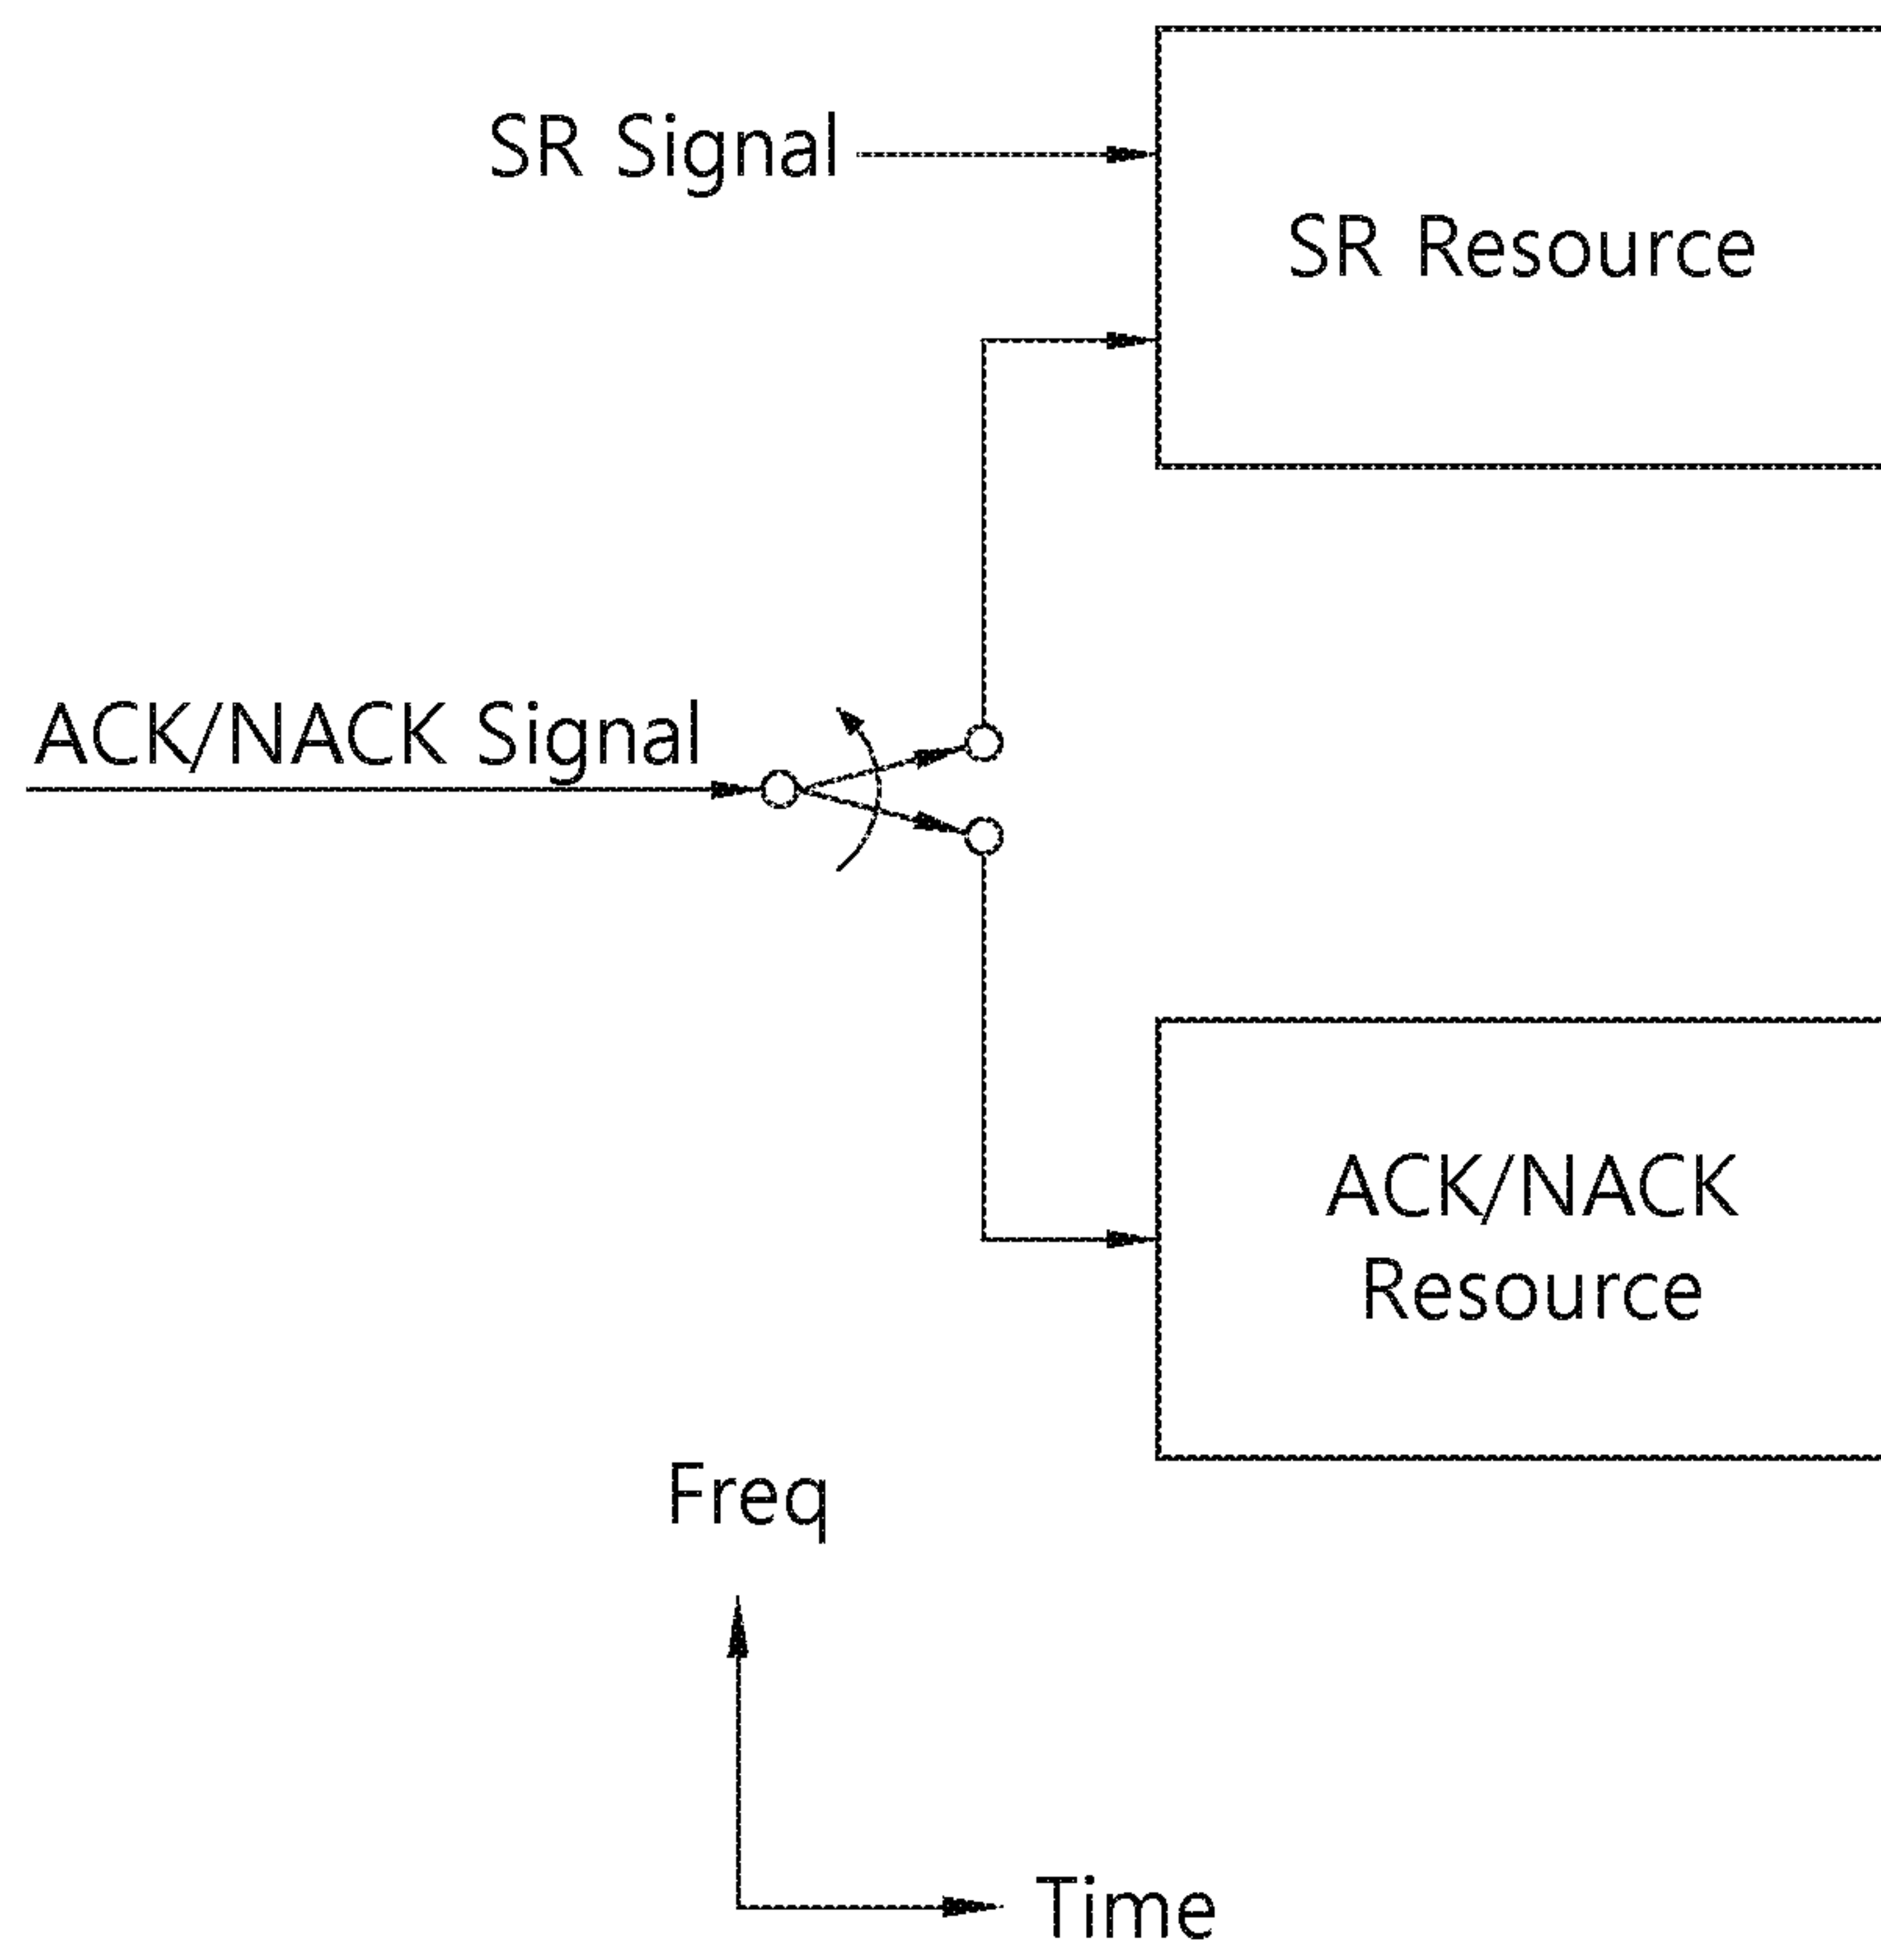 SR Signal
SR Resource
ACK/NACK Signal
ACK/NACK
Resource
Freq
Time